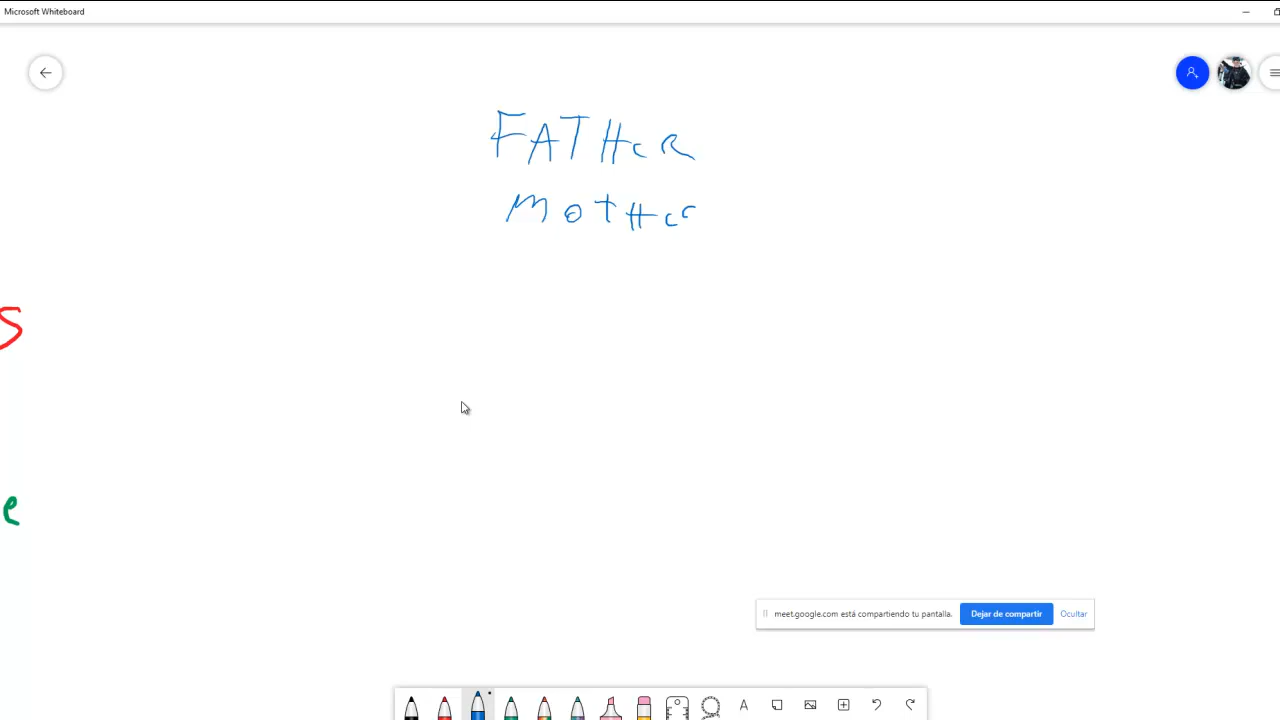 Microsoft Whiteboard
FATHER
MOTHER
S
e
meet.google.com está compartiendo tu pantalla. Dejar de compartir Ocultar
A